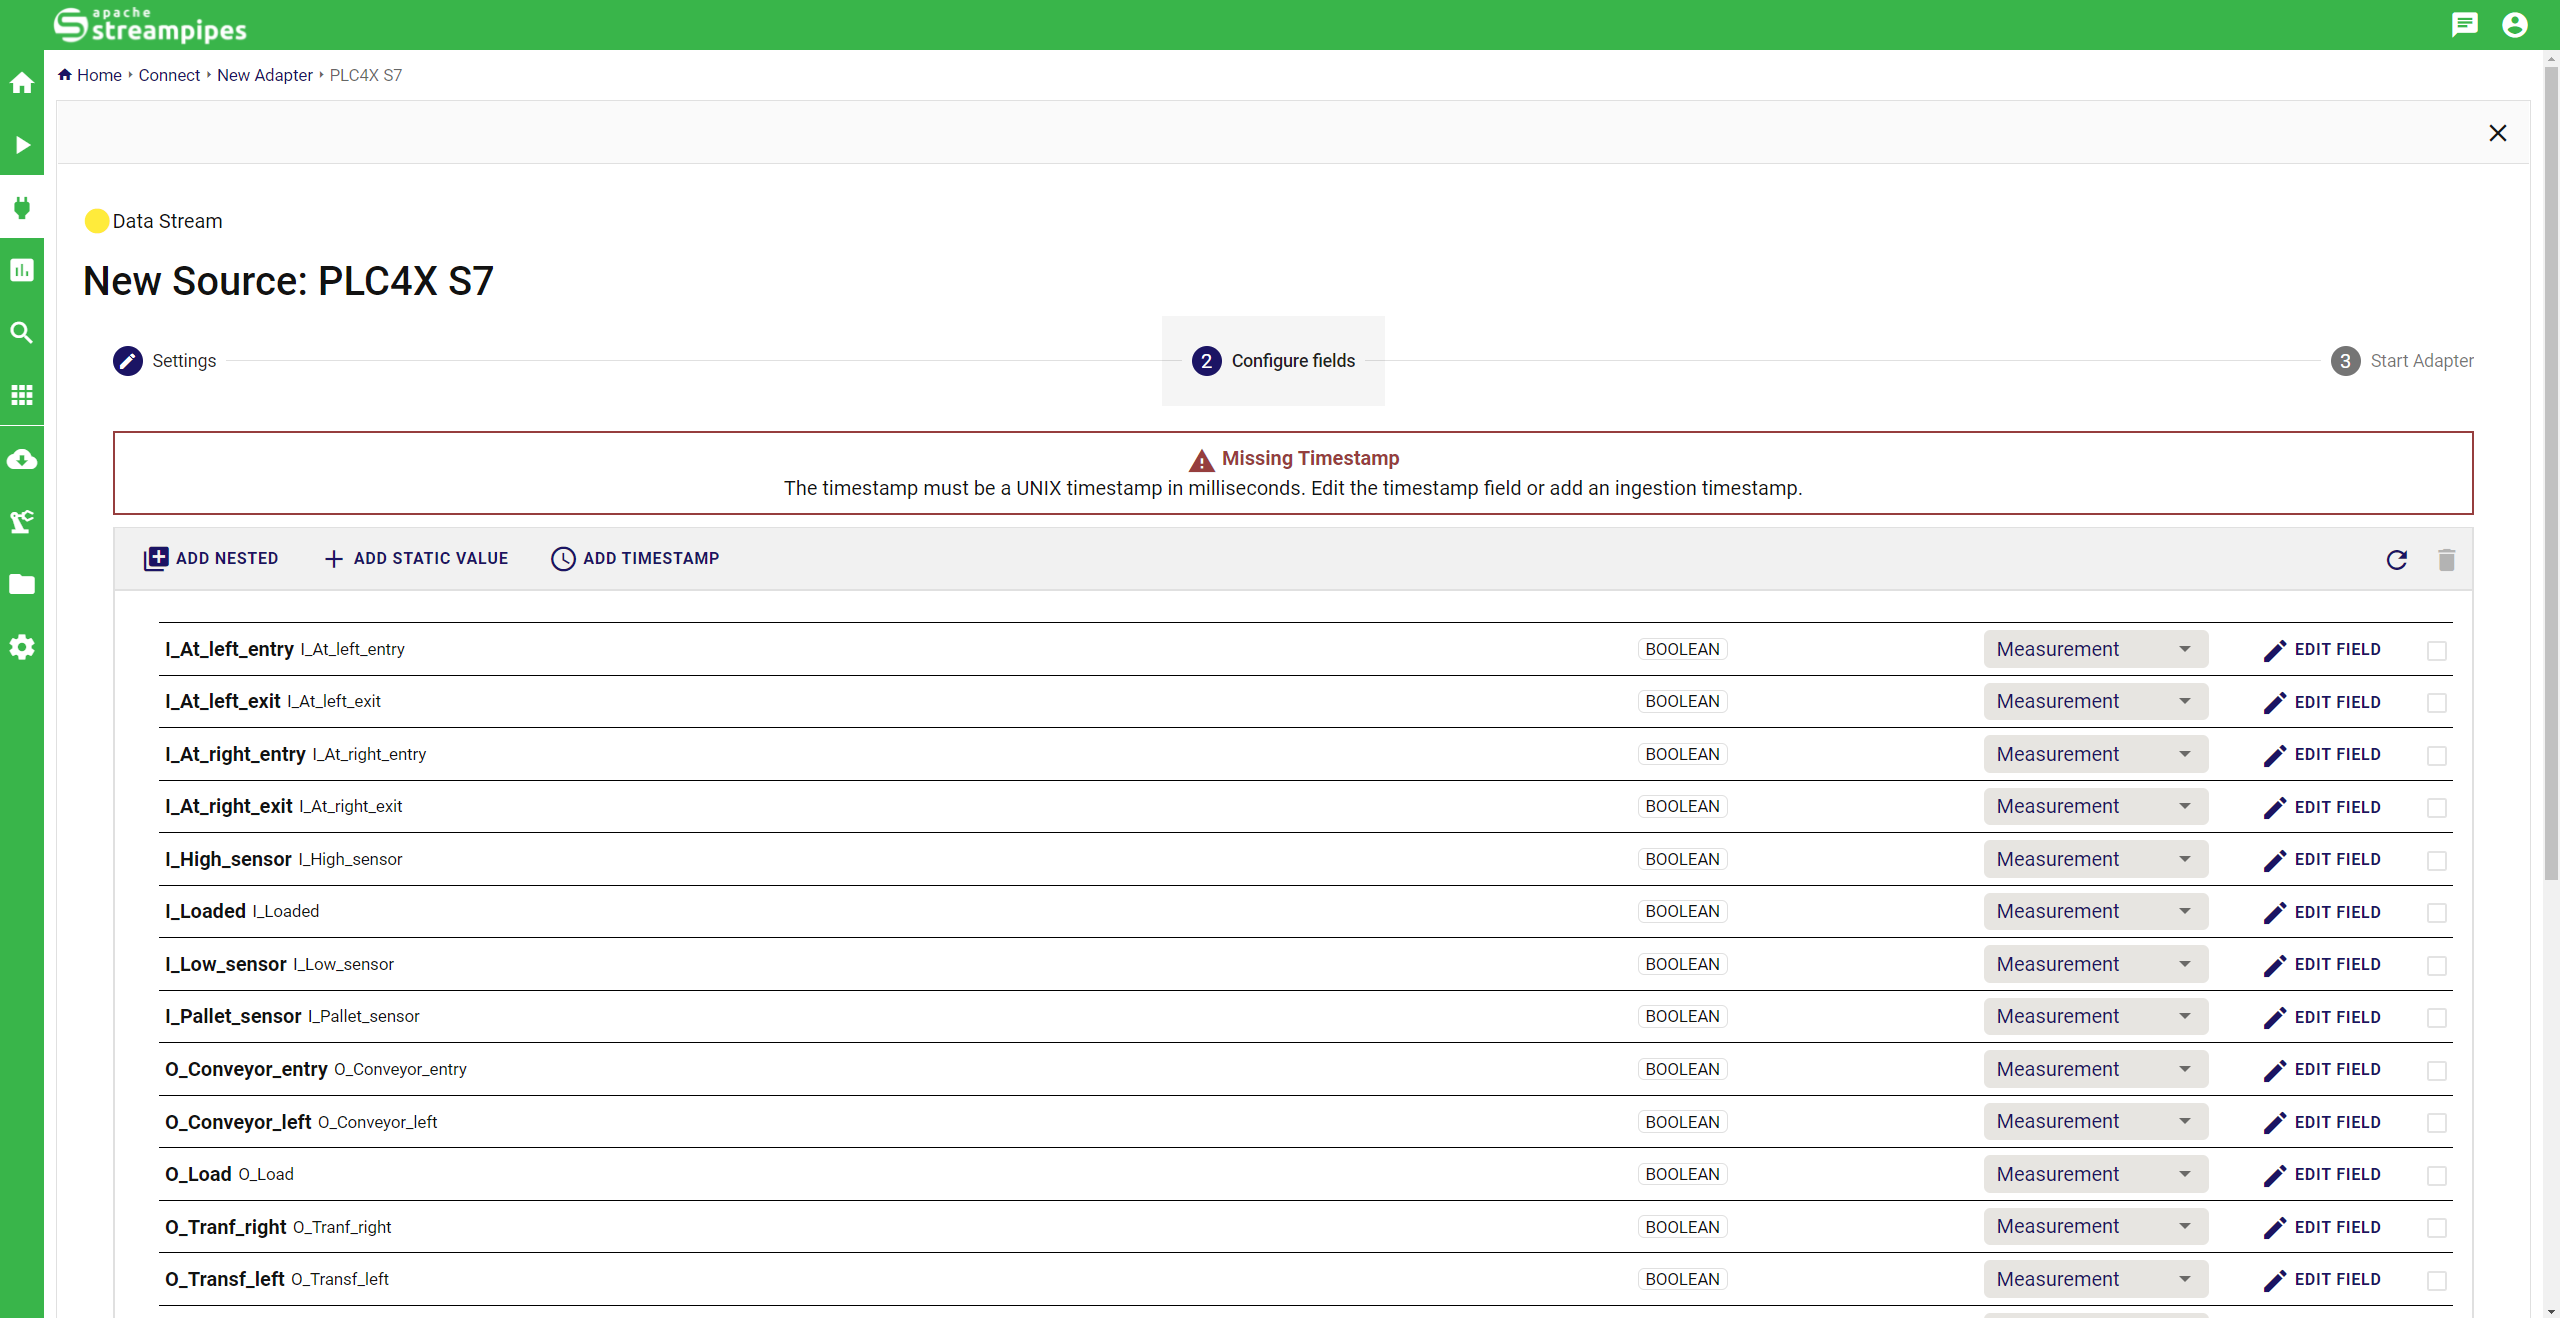 apache
streampipes
Home Connect New Adapter PLC4X S7
Data Stream
New Source: PLC4X S7
Settings 2 Configure fields 3 Start Adapter
Missing Timestamp
The timestamp must be a UNIX timestamp in milliseconds. Edit the timestamp field or add an ingestion timestamp.
ADD NESTED ADD STATIC VALUE ADD TIMESTAMP
I_At_left_entry I_At_left_entry BOOLEAN Measurement EDIT FIELD
I_At_left_exit I_At_left_exit BOOLEAN Measurement EDIT FIELD
I_At_right_entry I_At_right_entry BOOLEAN Measurement EDIT FIELD
I_At_right_exit I_At_right_exit BOOLEAN Measurement EDIT FIELD
I_High_sensor I_High_sensor BOOLEAN Measurement EDIT FIELD
I_Loaded I_Loaded BOOLEAN Measurement EDIT FIELD
I_Low_sensor I_Low_sensor BOOLEAN Measurement EDIT FIELD
I_Pallet_sensor I_Pallet_sensor BOOLEAN Measurement EDIT FIELD
O_Conveyor_entry O_Conveyor_entry BOOLEAN Measurement EDIT FIELD
O_Conveyor_left O_Conveyor_left BOOLEAN Measurement EDIT FIELD
O_Load O_Load BOOLEAN Measurement EDIT FIELD
O_Tranf_right O_Tranf_right BOOLEAN Measurement EDIT FIELD
O_Transf_left O_Transf_left BOOLEAN Measurement EDIT FIELD